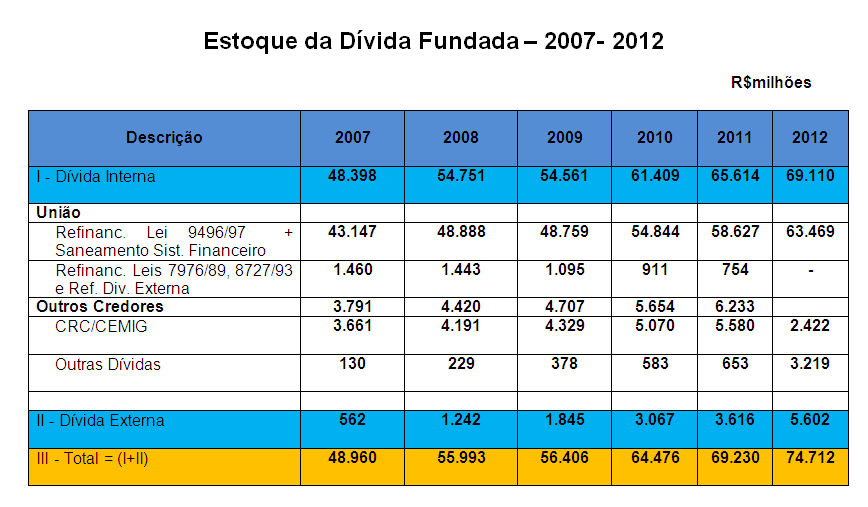 Estoque da Dívida Fundada – 2007- 2012
R$milhões
Descrição 2007 2008 2009 2010 2011 2012
I - Dívida Interna 48.398 54.751 54.561 61.409 65.614 69.110
União
Refinanc. Lei 9496/97 + 43.147 48.888 48.759 54.844 58.627 63.469
Saneamento Sist. Financeiro
Refinanc. Leis 7976/89, 8727/93 1.460 1.443 1.095 911 754 -
e Ref. Div. Externa
Outros Credores 3.791 4.420 4.707 5.654 6.233
CRC/CEMIG 3.661 4.191 4.329 5.070 5.580 2.422
Outras Dívidas 130 229 378 583 653 3.219
II - Dívida Externa 562 1.242 1.845 3.067 3.616 5.602
III - Total = (I+II) 48.960 55.993 56.406 64.476 69.230 74.712